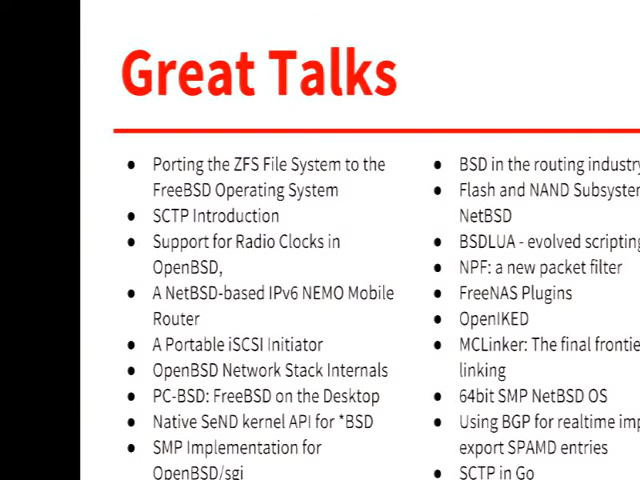 Great Talks
● Porting the ZFS File System to the
FreeBSD Operating System
● SCTP Introduction
● Support for Radio Clocks in
OpenBSD,
● A NetBSD-based IPv6 NEMO Mobile
Router
● A Portable iSCSI Initiator
● OpenBSD Network Stack Internals
● PC-BSD: FreeBSD on the Desktop
● Native SeND kernel API for *BSD
● SMP Implementation for
OpenBSD/sgi
● BSD in the routing industry
● Flash and NAND Subsystem
NetBSD
● BSDLUA - evolved scripting
● NPF: a new packet filter
● FreeNAS Plugins
● OpenIKED
● MCLinker: The final frontie
linking
● 64bit SMP NetBSD OS
● Using BGP for realtime imp
export SPAMD entries
● SCTP in Go